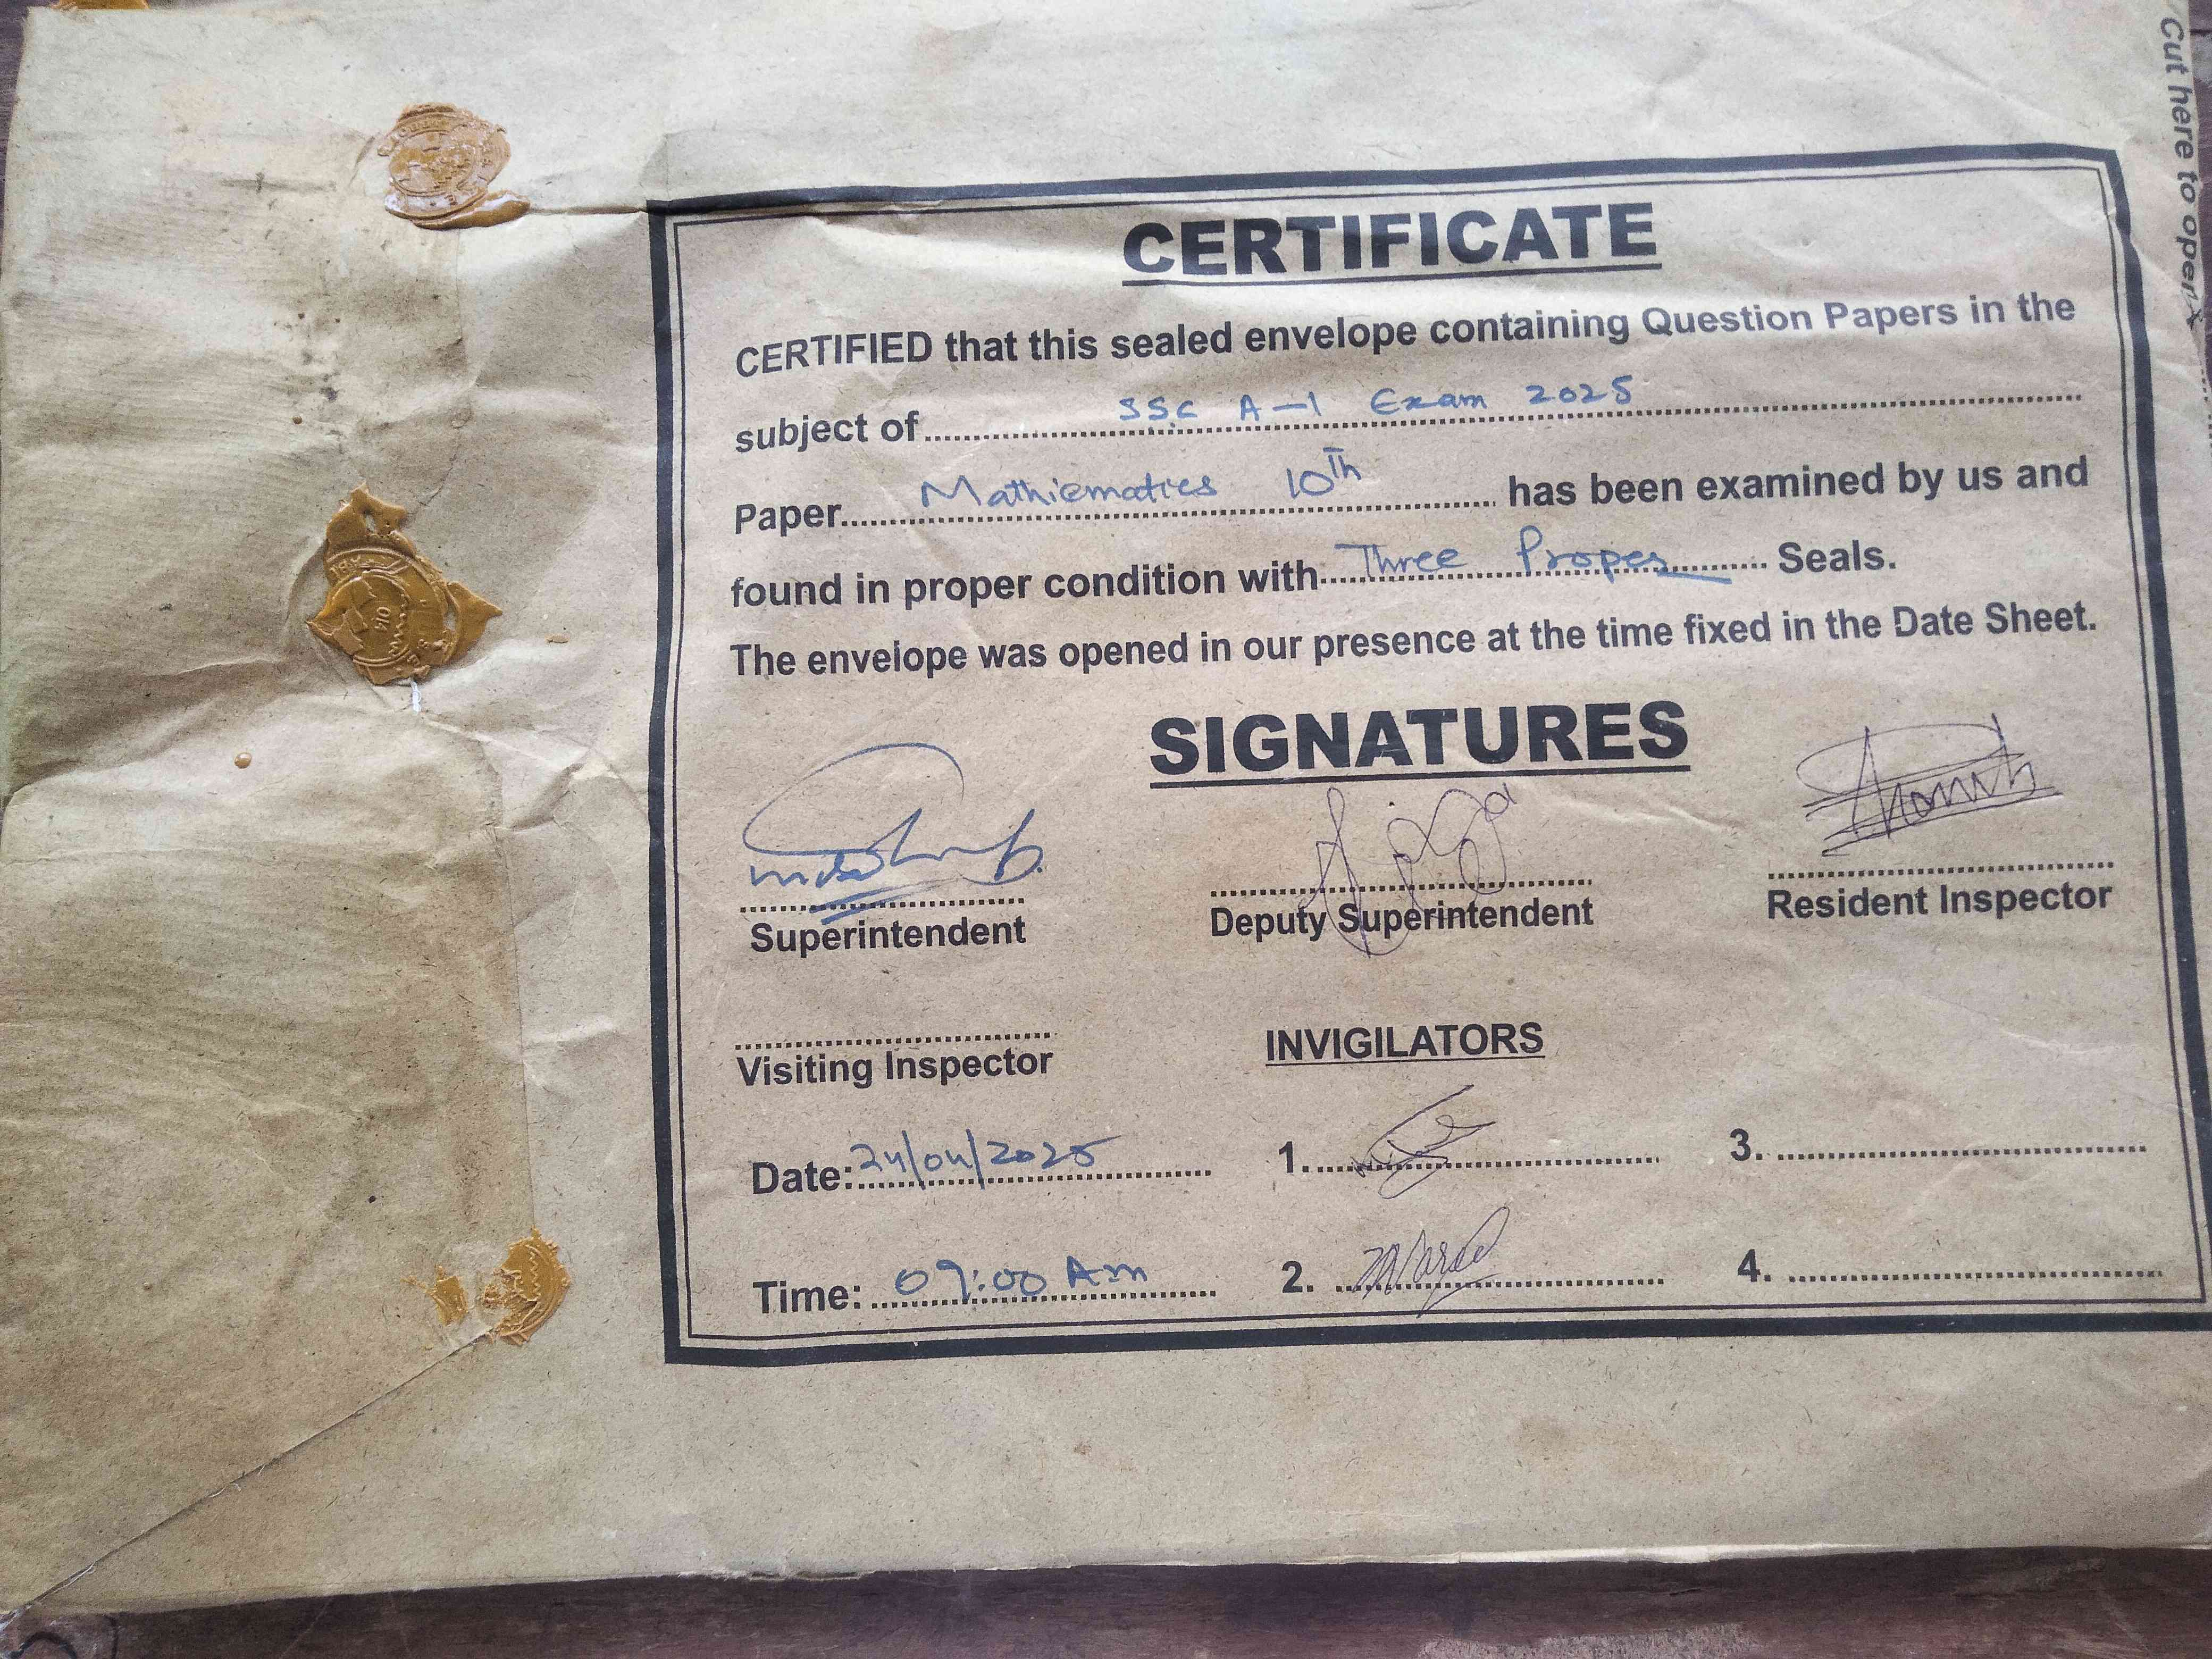 Cut here to open
CERTIFICATE
CERTIFIED that this sealed envelope containing Question Papers in the
subject of SSC A-1 Exam 2025
Paper Mathiematics 10th has been examined by us and
found in proper condition with Three Proper Seals.
The envelope was opened in our presence at the time fixed in the Date Sheet.
SIGNATURES
Superintendent
Deputy Superintendent
Resident Inspector
Visiting Inspector
INVIGILATORS
Date: 24/04/2025
1.
3.
Time: 09:00 Am
2.
4.